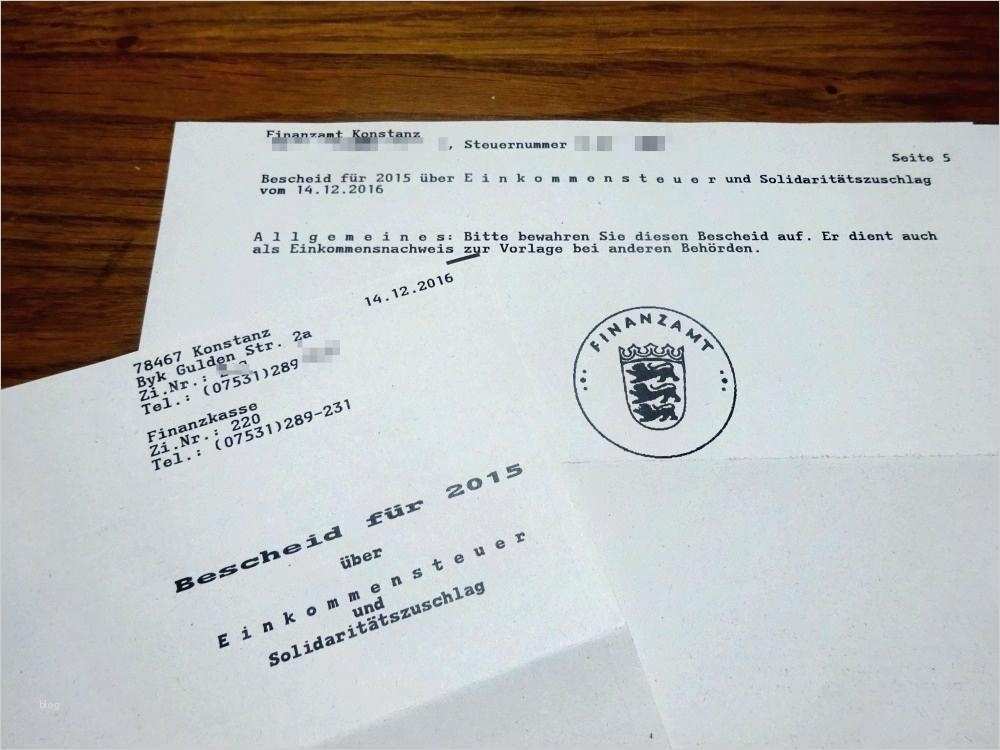 Finanzamt Konstanz
, Steuernummer
Seite 5
Bescheid für 2015 über E i n k o m m e n s t e u e r und Solidaritätszuschlag
vom 14.12.2016
A l l g e m e i n e s: Bitte bewahren Sie diesen Bescheid auf. Er dient auch
als Einkommensnachweis zur Vorlage bei anderen Behörden.
FINANZAMT
14.12.2016
78467 Konstanz
Byk Gulden Str. 2a
Zi.Nr.:
Tel.: (07531)289
Finanzkasse
Zi.Nr.: 220
Tel.: (07531)289-231
Bescheid für 2015
über
E i n k o m m e n s t e u e r
und
Solidaritätszuschlag
blog